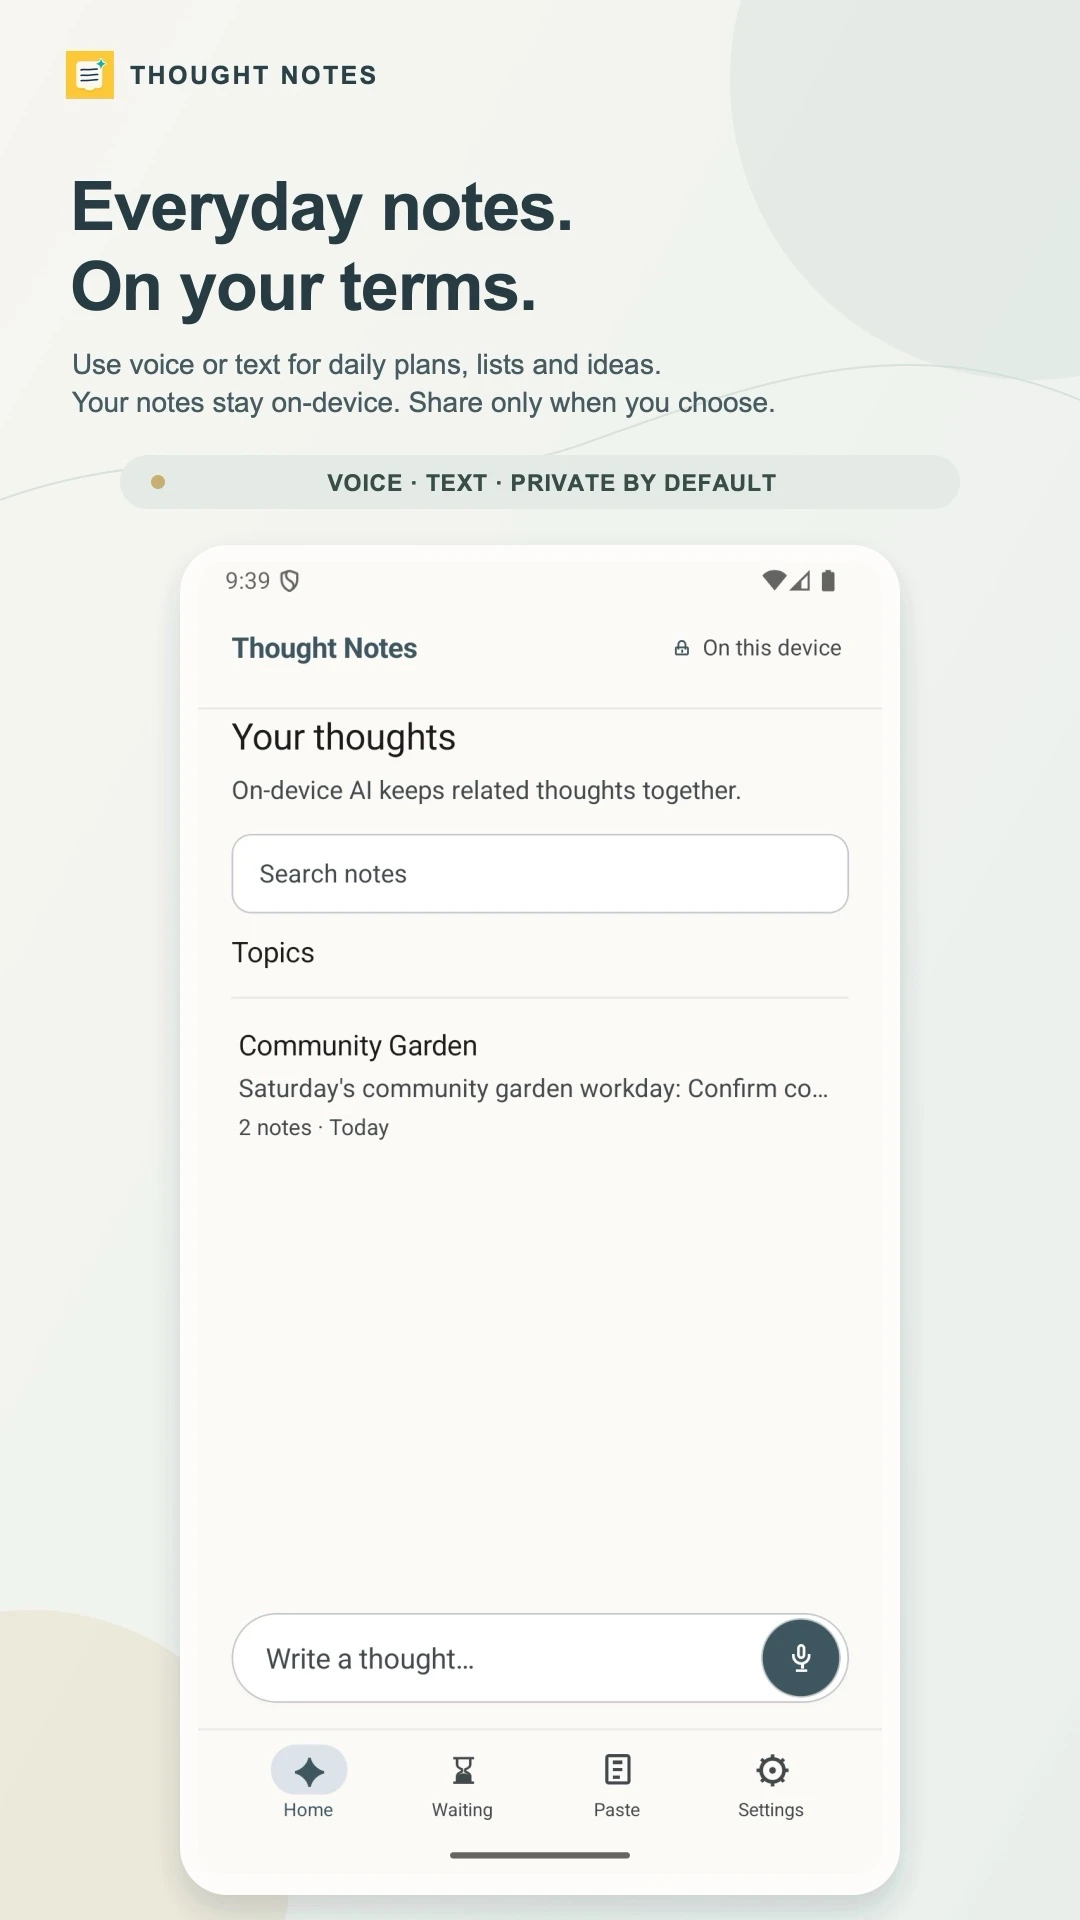 THOUGHT NOTES
Everyday notes.
On your terms.
Use voice or text for daily plans, lists and ideas.
Your notes stay on-device. Share only when you choose.
VOICE · TEXT · PRIVATE BY DEFAULT
9:39
Thought Notes
On this device
Your thoughts
On-device AI keeps related thoughts together.
Search notes
Topics
Community Garden
Saturday's community garden workday: Confirm co...
2 notes · Today
Write a thought...
Home
Waiting
Paste
Settings